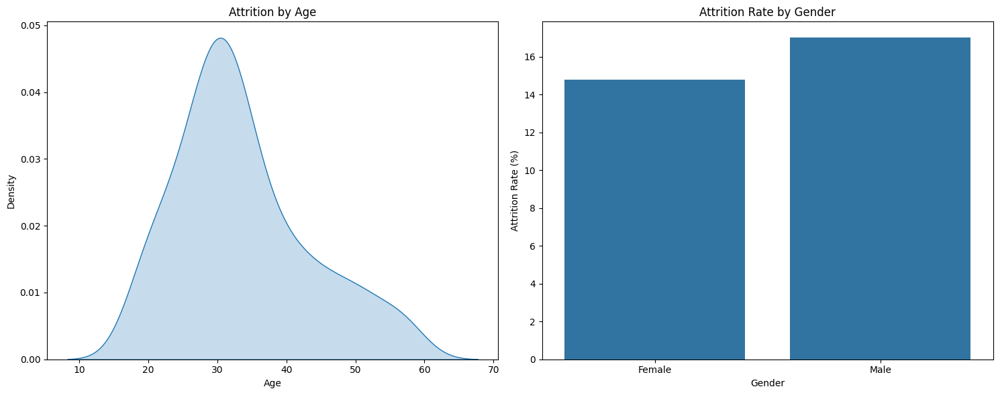 Attrition by Age
0.05
0.04
0.03
0.02
0.01
0.00
Density
10 20 30 40 50 60 70
Age
Attrition Rate by Gender
16
14
12
10
8
6
4
2
0
Attrition Rate (%)
Female Male
Gender